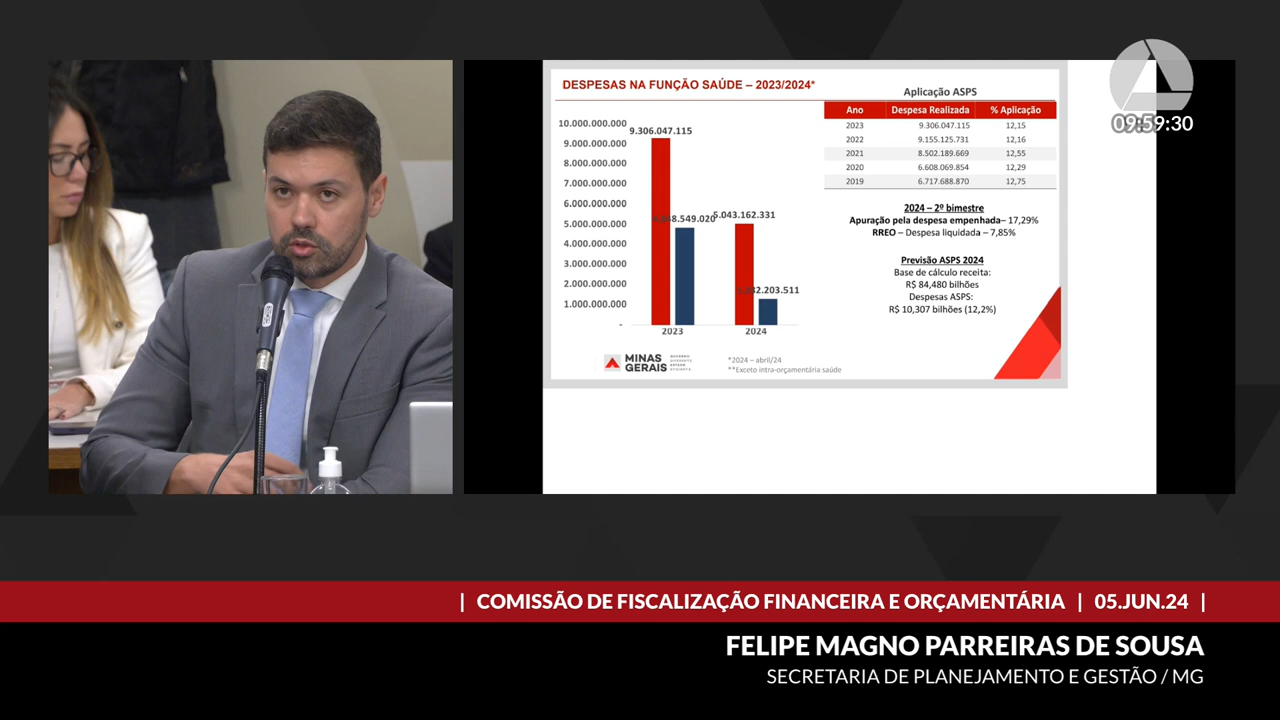 09:59:30
DESPESAS NA FUNÇÃO SAÚDE – 2023/2024*
10.000.000.000
9.000.000.000
8.000.000.000
7.000.000.000
6.000.000.000
5.000.000.000
4.000.000.000
3.000.000.000
2.000.000.000
1.000.000.000
-
9.306.047.115
5.043.162.331
2023
2024
Aplicação ASPS
Ano Despesa Realizada % Aplicação
2023 9.306.047.115 12,15
2022 9.155.125.731 12,16
2021 8.502.189.669 12,55
2020 6.608.069.854 12,29
2019 6.717.688.870 12,75
2024 – 2º bimestre
Apuração pela despesa empenhada– 17,29%
RREO – Despesa liquidada – 7,85%
Previsão ASPS 2024
Base de cálculo receita:
R$ 84,480 bilhões
Despesas ASPS:
R$ 10,307 bilhões (12,2%)
MINAS
GERAIS
*2024 – abril/24
**Exceto intra-orçamentária saúde
| COMISSÃO DE FISCALIZAÇÃO FINANCEIRA E ORÇAMENTÁRIA | 05.JUN.24 |
FELIPE MAGNO PARREIRAS DE SOUSA
SECRETARIA DE PLANEJAMENTO E GESTÃO / MG